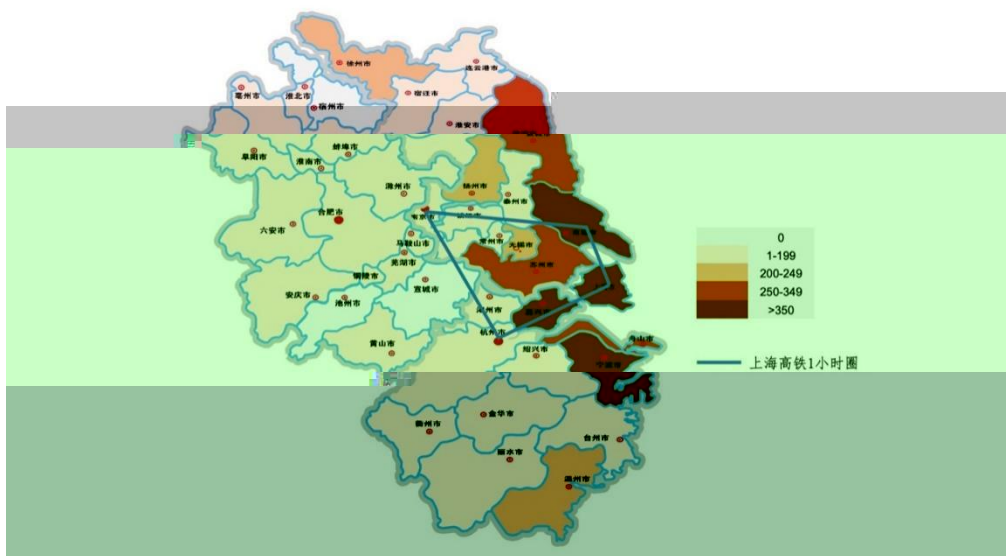 徐州市
连云港市
亳州市
淮北市
宿迁市
宿州市
淮安市
阜阳市
蚌埠市
淮南市
滁州市
扬州市
泰州市
合肥市
南京市
六安市
马鞍山市
常州市
无锡市
芜湖市
苏州市
铜陵市
安庆市
池州市
宣城市
湖州市
杭州市
黄山市
绍兴市
舟山市
宁波市
衢州市
金华市
台州市
丽水市
温州市
0
1-199
200-249
250-349
>350
上海高铁1小时圈